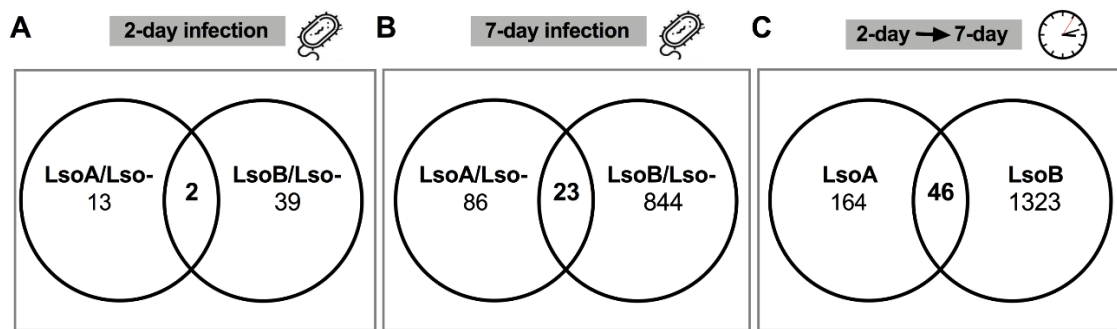 A 2-day infection
LsoA/Lso-
13
2
LsoB/Lso-
39
B 7-day infection
LsoA/Lso-
86
23
LsoB/Lso-
844
C 2-day → 7-day
LsoA
164
46
LsoB
1323